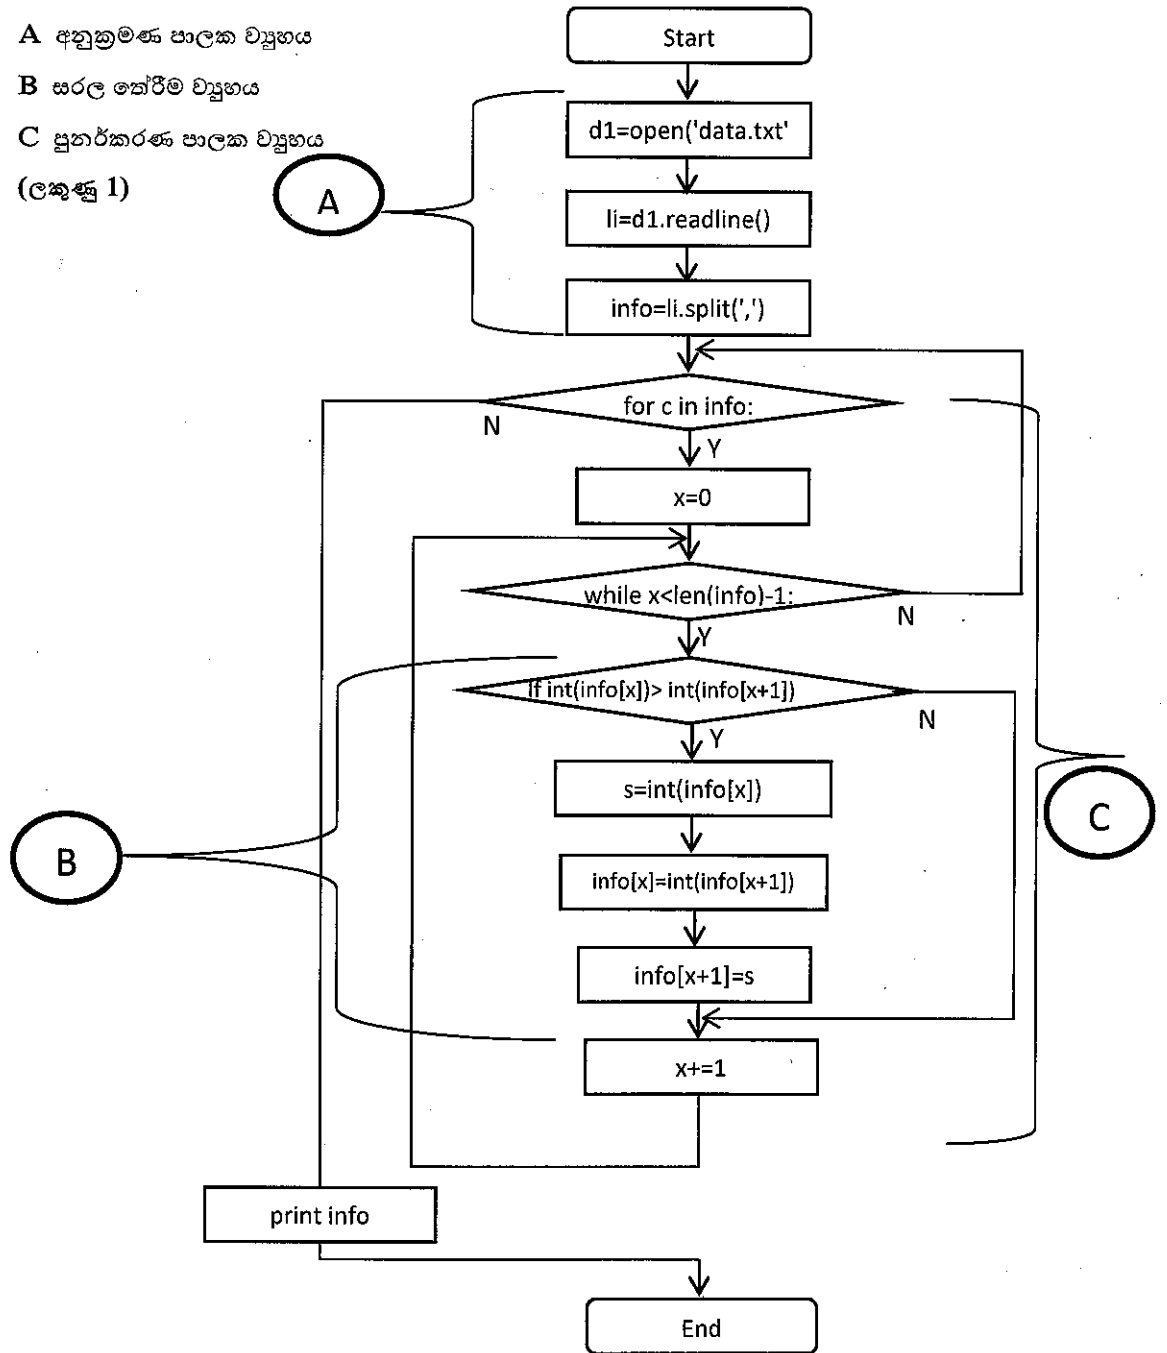 A අනුක්‍රමණ පාලක ව්‍යුහය
B සරල තේරීම ව්‍යුහය
C පුනර්කරණ පාලක ව්‍යුහය
(ලකුණු 1)
Start
d1=open('data.txt'
A
li=d1.readline()
info=li.split(',')
for c in info:
N
Y
x=0
while x<len(info)-1:
N
Y
if int(info[x])> int(info[x+1])
N
Y
s=int(info[x])
C
B
info[x]=int(info[x+1])
info[x+1]=s
x+=1
print info
End